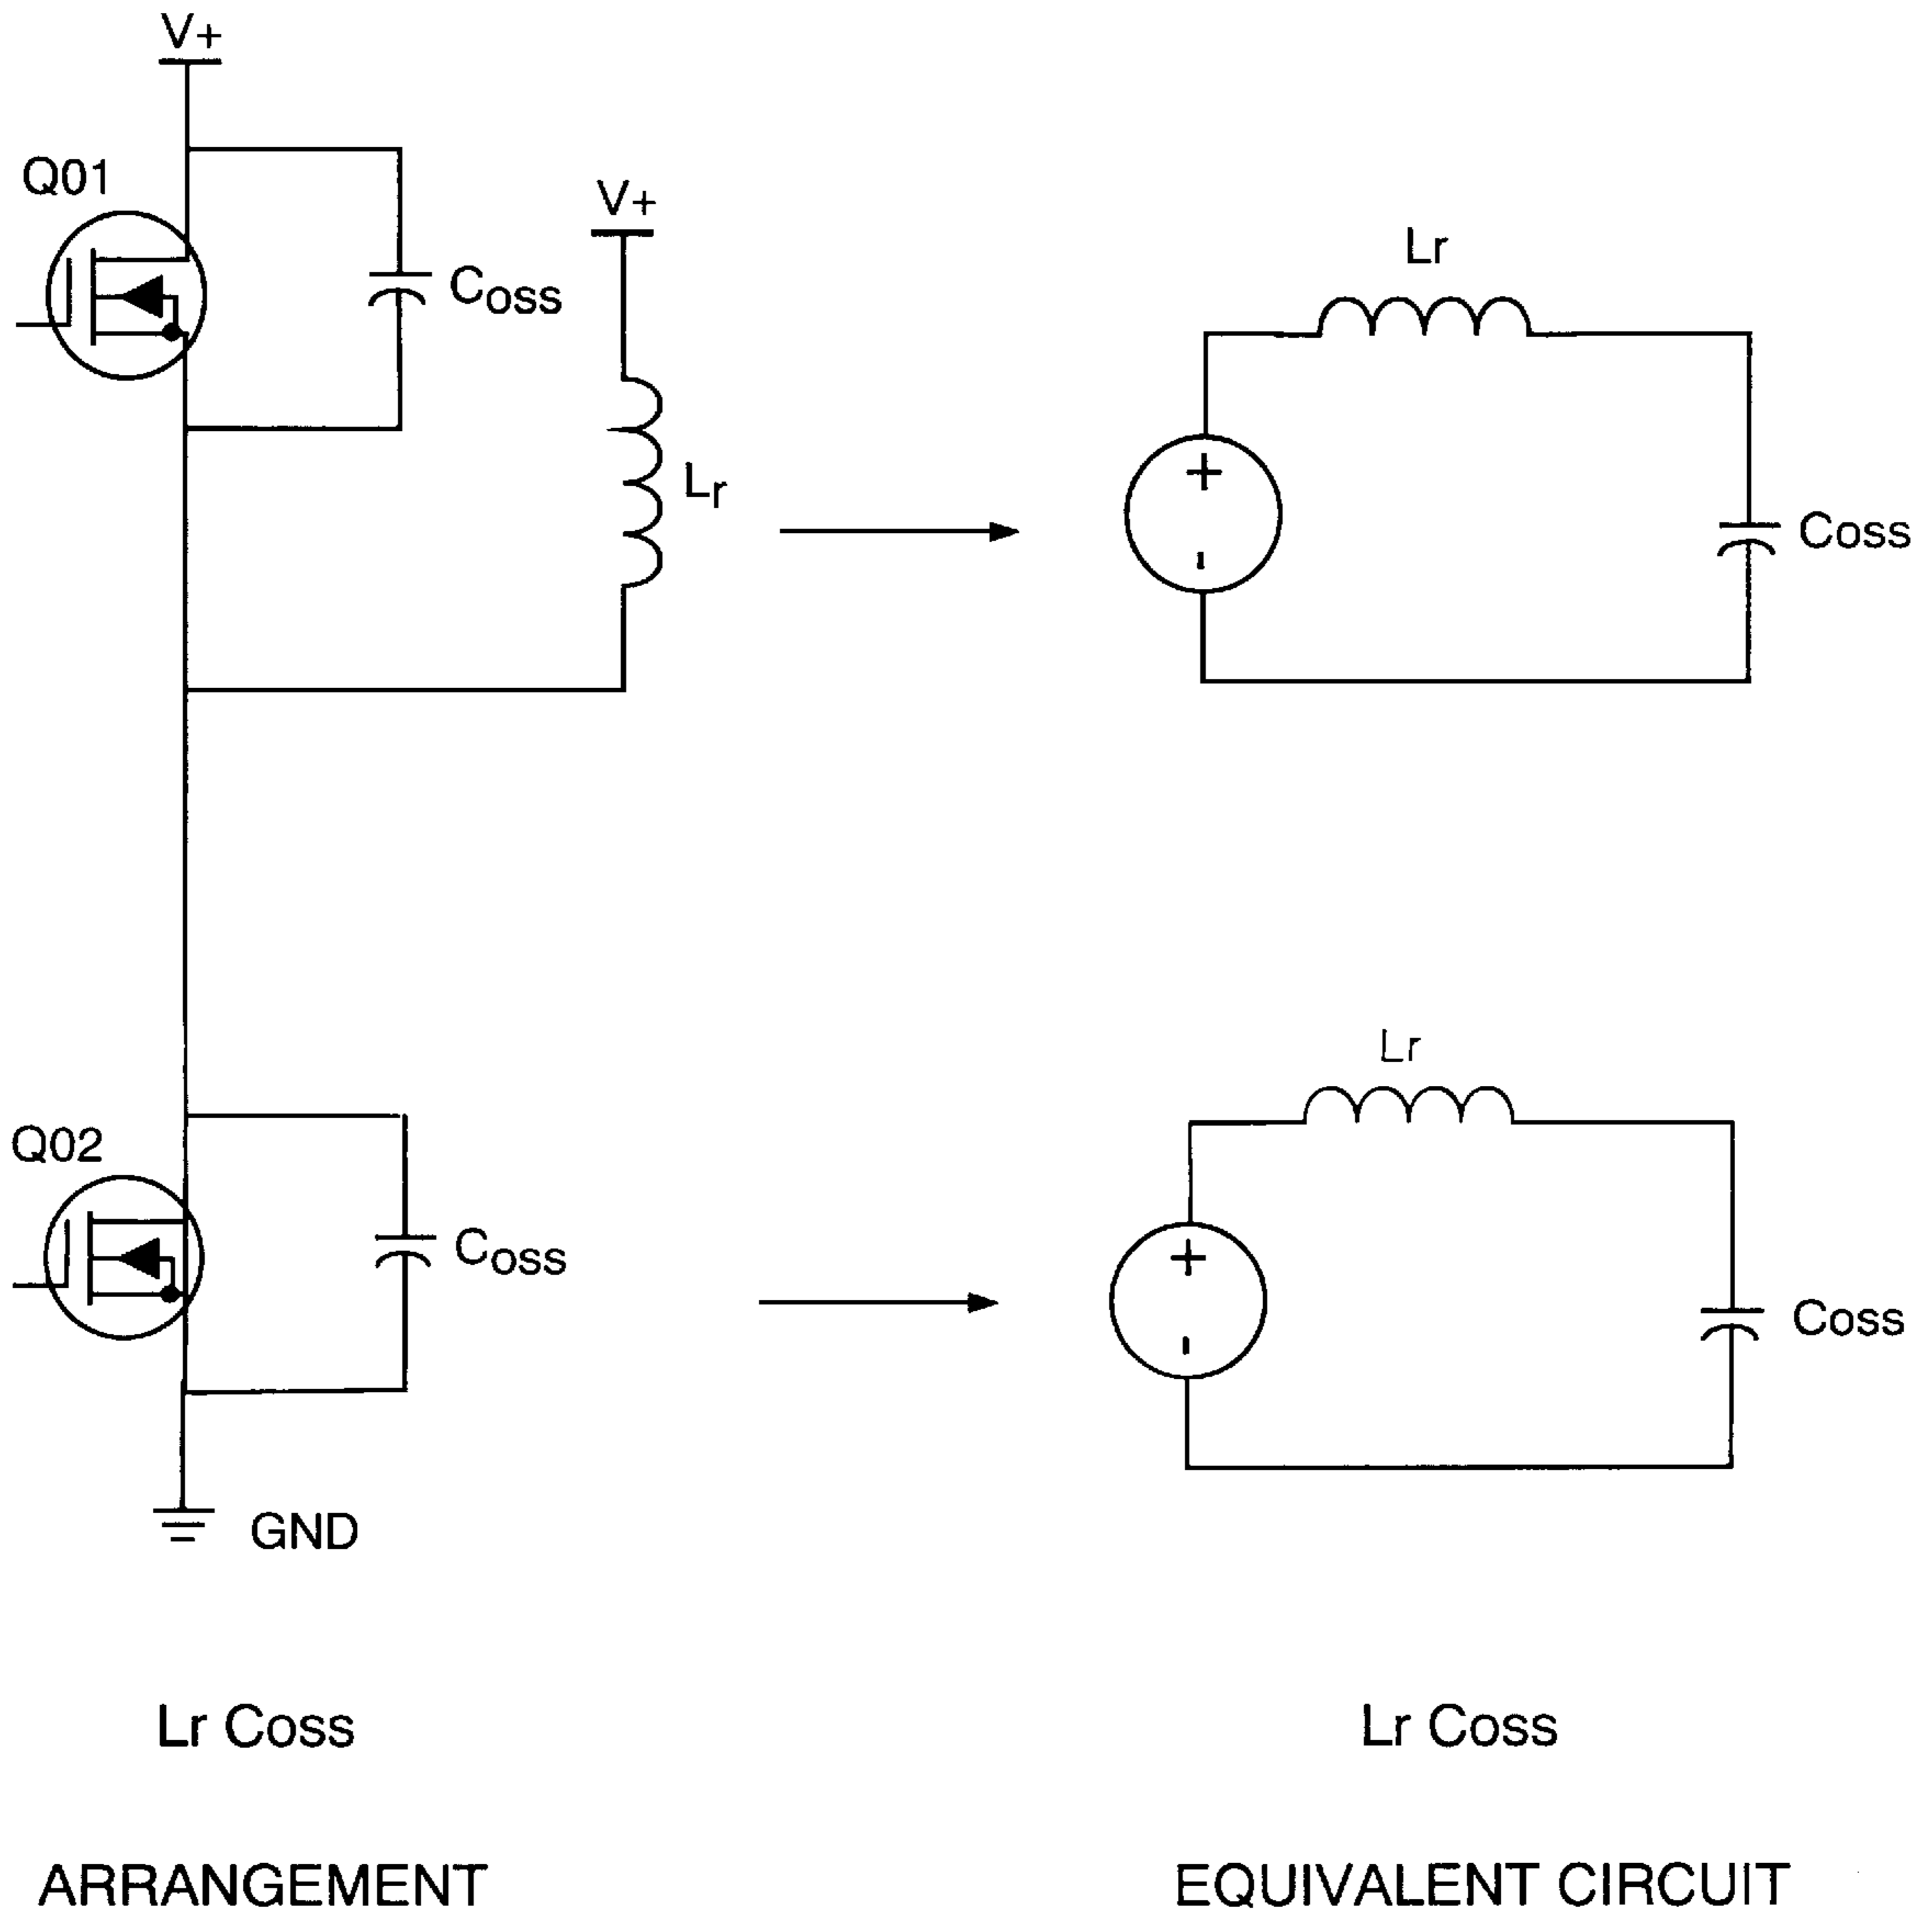 V+
Q01
Coss
V+
Lr
Lr
+
-
Coss
Q02
Coss
GND
Lr
+
-
Coss
Lr Coss
Lr Coss
ARRANGEMENT
EQUIVALENT CIRCUIT